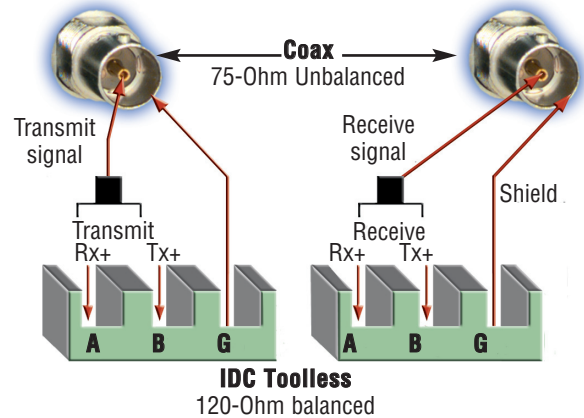 Coax
75-Ohm Unbalanced
Transmit
signal
Receive
signal
Shield
Transmit
Rx+ Tx+
Receive
Rx+ Tx+
A B G
A B G
IDC Toolless
120-Ohm balanced